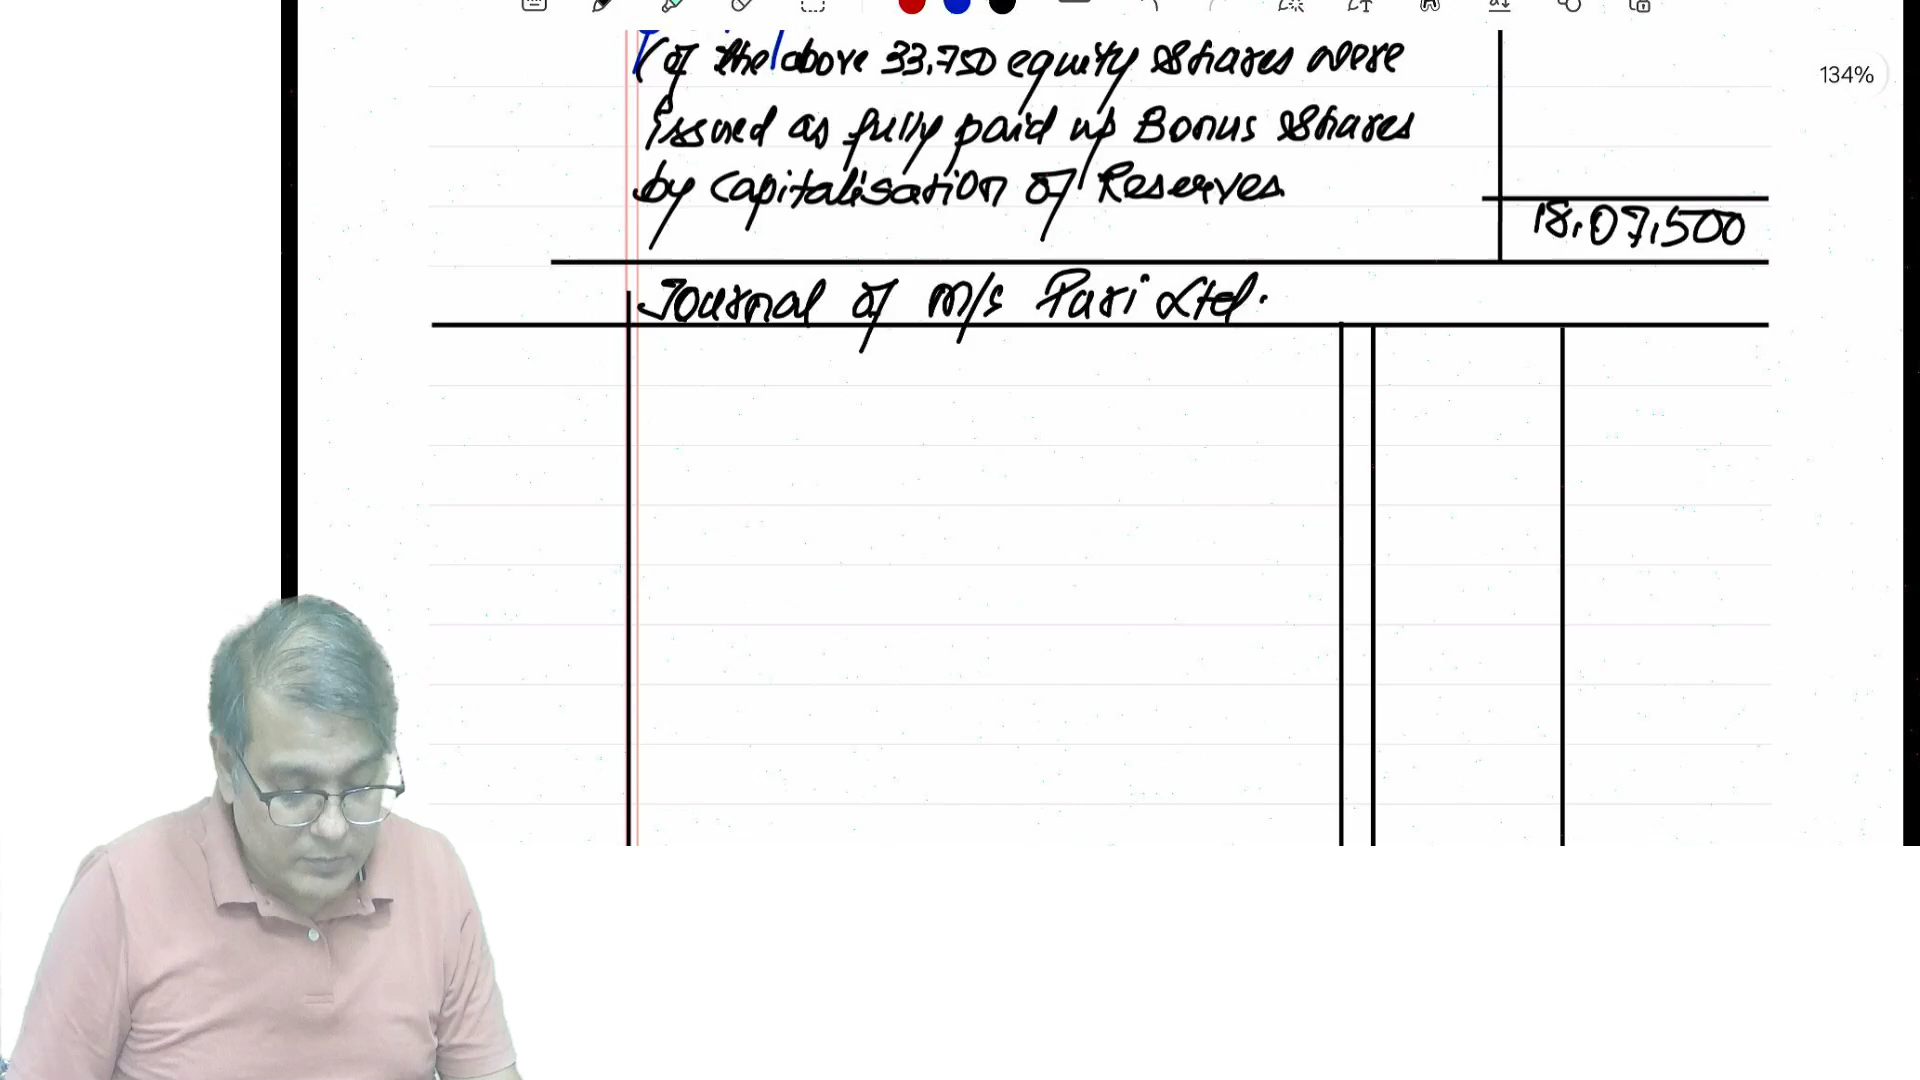 134%
(of the above 33,750 equity shares were
issued as fully paid up Bonus Shares
by capitalisation of Reserves.
18,07,500
Journal of m/s Pari Ltd.